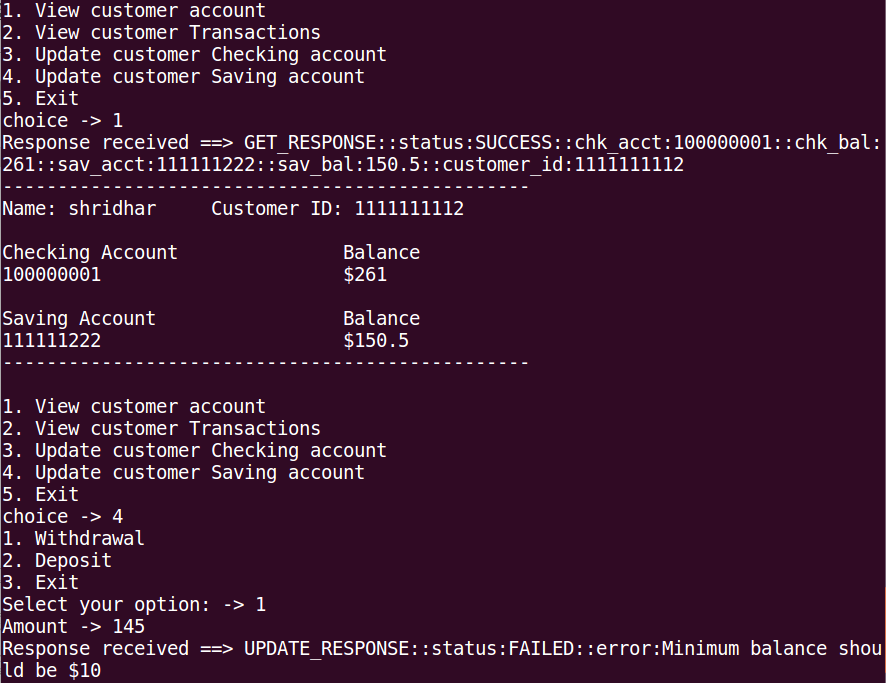 1. View customer account
2. View customer Transactions
3. Update customer Checking account
4. Update customer Saving account
5. Exit
choice -> 1
Response received ==> GET_RESPONSE::status:SUCCESS::chk_acct:100000001::chk_bal:
261::sav_acct:111111222::sav_bal:150.5::customer_id:1111111112
------------------------------------------------
Name: shridhar     Customer ID: 1111111112
Checking Account               Balance
100000001                      $261
Saving Account                 Balance
111111222                      $150.5
------------------------------------------------
1. View customer account
2. View customer Transactions
3. Update customer Checking account
4. Update customer Saving account
5. Exit
choice -> 4
1. Withdrawal
2. Deposit
3. Exit
Select your option: -> 1
Amount -> 145
Response received ==> UPDATE_RESPONSE::status:FAILED::error:Minimum balance shou
ld be $10